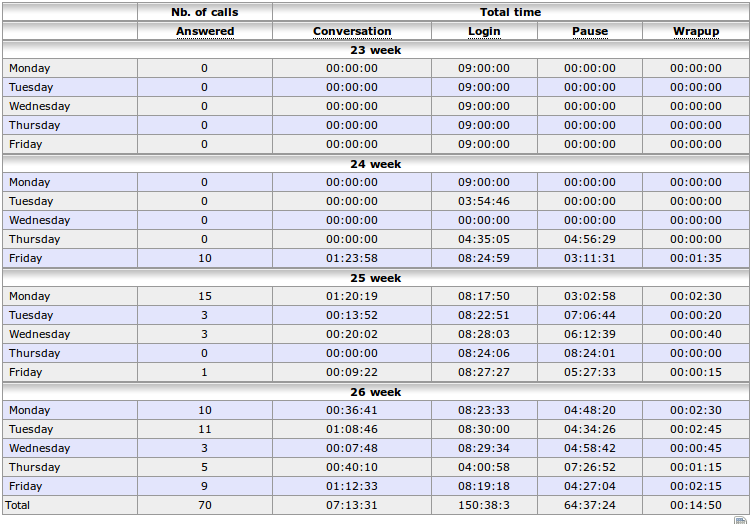 Nb. of calls Total time
Answered Conversation Login Pause Wrapup
23 week
Monday 0 00:00:00 09:00:00 00:00:00 00:00:00
Tuesday 0 00:00:00 09:00:00 00:00:00 00:00:00
Wednesday 0 00:00:00 09:00:00 00:00:00 00:00:00
Thursday 0 00:00:00 09:00:00 00:00:00 00:00:00
Friday 0 00:00:00 09:00:00 00:00:00 00:00:00
24 week
Monday 0 00:00:00 09:00:00 00:00:00 00:00:00
Tuesday 0 00:00:00 03:54:46 00:00:00 00:00:00
Wednesday 0 00:00:00 00:00:00 00:00:00 00:00:00
Thursday 0 00:00:00 04:35:05 04:56:29 00:00:00
Friday 10 01:23:58 08:24:59 03:11:31 00:01:35
25 week
Monday 15 01:20:19 08:17:50 03:02:58 00:02:30
Tuesday 3 00:13:52 08:22:51 07:06:44 00:00:20
Wednesday 3 00:20:02 08:28:03 06:12:39 00:00:40
Thursday 0 00:00:00 08:24:06 08:24:01 00:00:00
Friday 1 00:09:22 08:27:27 05:27:33 00:00:15
26 week
Monday 10 00:36:41 08:23:33 04:48:20 00:02:30
Tuesday 11 01:08:46 08:30:00 04:34:26 00:02:45
Wednesday 3 00:07:48 08:29:34 04:58:42 00:00:45
Thursday 5 00:40:10 04:00:58 07:26:52 00:01:15
Friday 9 01:12:33 08:19:18 04:27:04 00:02:15
Total 70 07:13:31 150:38:3 64:37:24 00:14:50